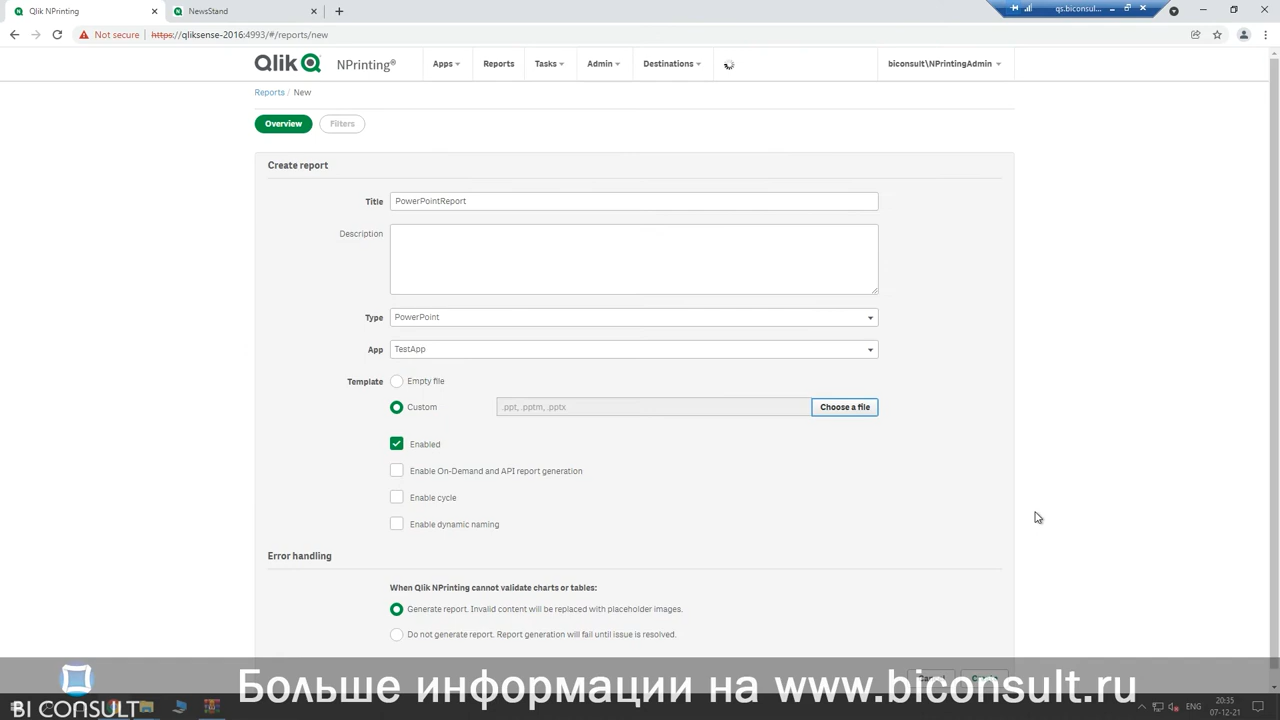 Qlik NPrinting
NewsStand
qs.biconsul...
Not secure
https://qliksense-2016:4993/#/reports/new
Qlik
NPrinting®
Apps
Reports
Tasks
Admin
Destinations
biconsult\NPrintingAdmin
Reports / New
Overview
Filters
Create report
Title
PowerPointReport
Description
Type
PowerPoint
App
TestApp
Template
Empty file
Custom
.ppt, .pptm, .pptx
Choose a file
Enabled
Enable On-Demand and API report generation
Enable cycle
Enable dynamic naming
Error handling
When Qlik NPrinting cannot validate charts or tables:
Generate report. Invalid content will be replaced with placeholder images.
Do not generate report. Report generation will fail until issue is resolved.
Больше информации на www.biconsult.ru
BI CONSULT
ENG
20:35
07-12-21